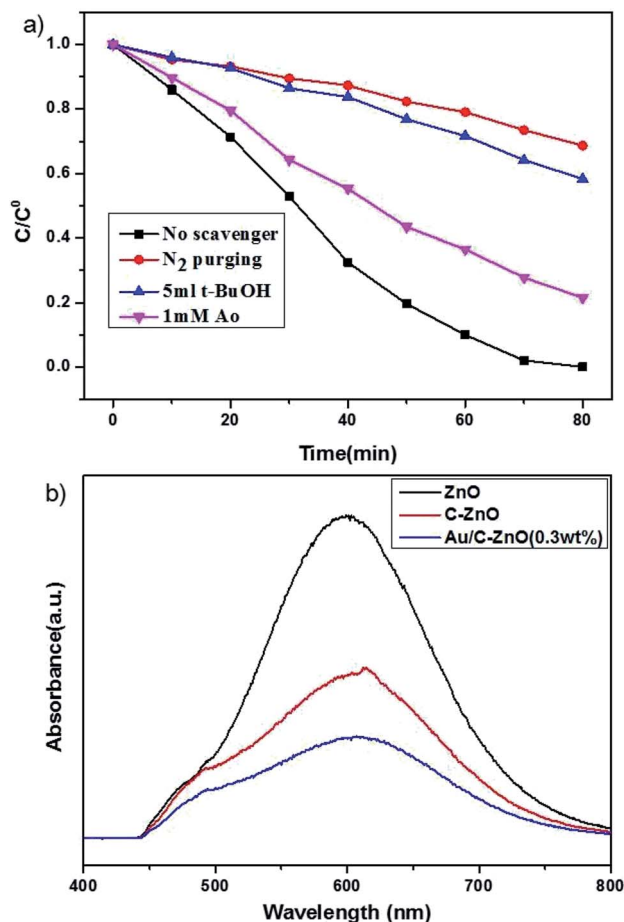 a)
1.0
0.8
0.6
0.4
0.2
0.0
C/C⁰
No scavenger
N₂ purging
5ml t-BuOH
1mM Ao
0 20 40 60 80
Time(min)
b)
ZnO
C-ZnO
Au/C-ZnO(0.3wt%)
Absorbance(a.u.)
400 500 600 700 800
Wavelength (nm)